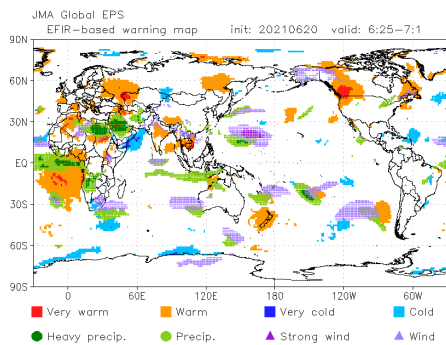 JMA Global EPS
EFIR-based warning map init: 20210620 valid: 6:25-7:1
90N
60N
30N
EQ
30S
60S
90S
0 60E 120E 180 120W 60W
Very warm Warm Very cold Cold
Heavy precip. Precip. Strong wind Wind